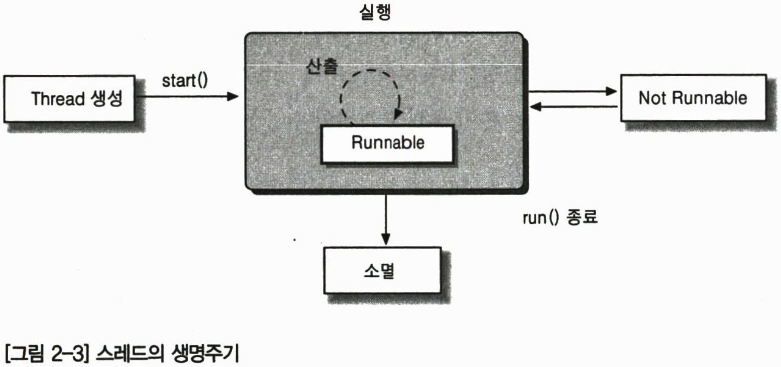 실행
산출
Thread 생성
start()
Runnable
Not Runnable
run() 종료
소멸
[그림 2-3] 스레드의 생명주기